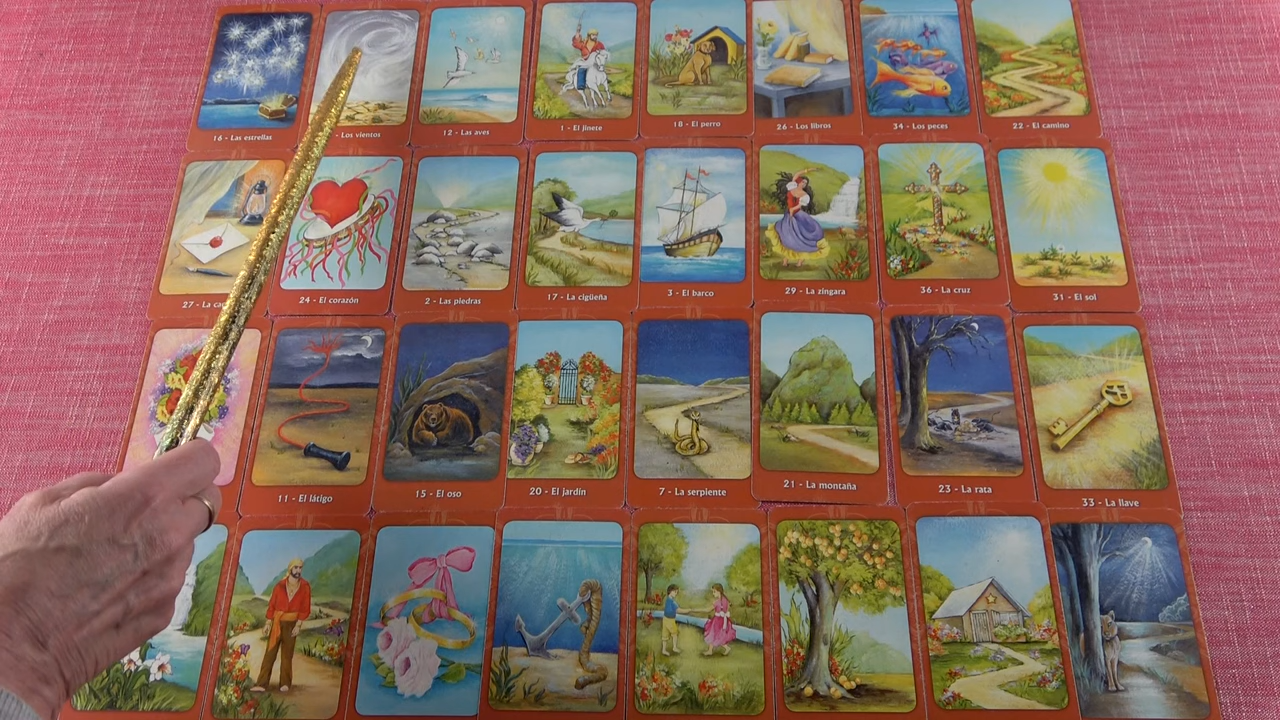 16 - Las estrellas
- Los vientos
12 - Las aves
1 - El jinete
18 - El perro
26 - Los libros
34 - Los peces
22 - El camino
27 - La
24 - El corazón
2 - Las piedras
17 - La cigüeña
3 - El barco
29 - La zíngara
36 - La cruz
31 - El sol
11 - El látigo
15 - El oso
20 - El jardín
7 - La serpiente
21 - La montaña
23 - La rata
33 - La llave